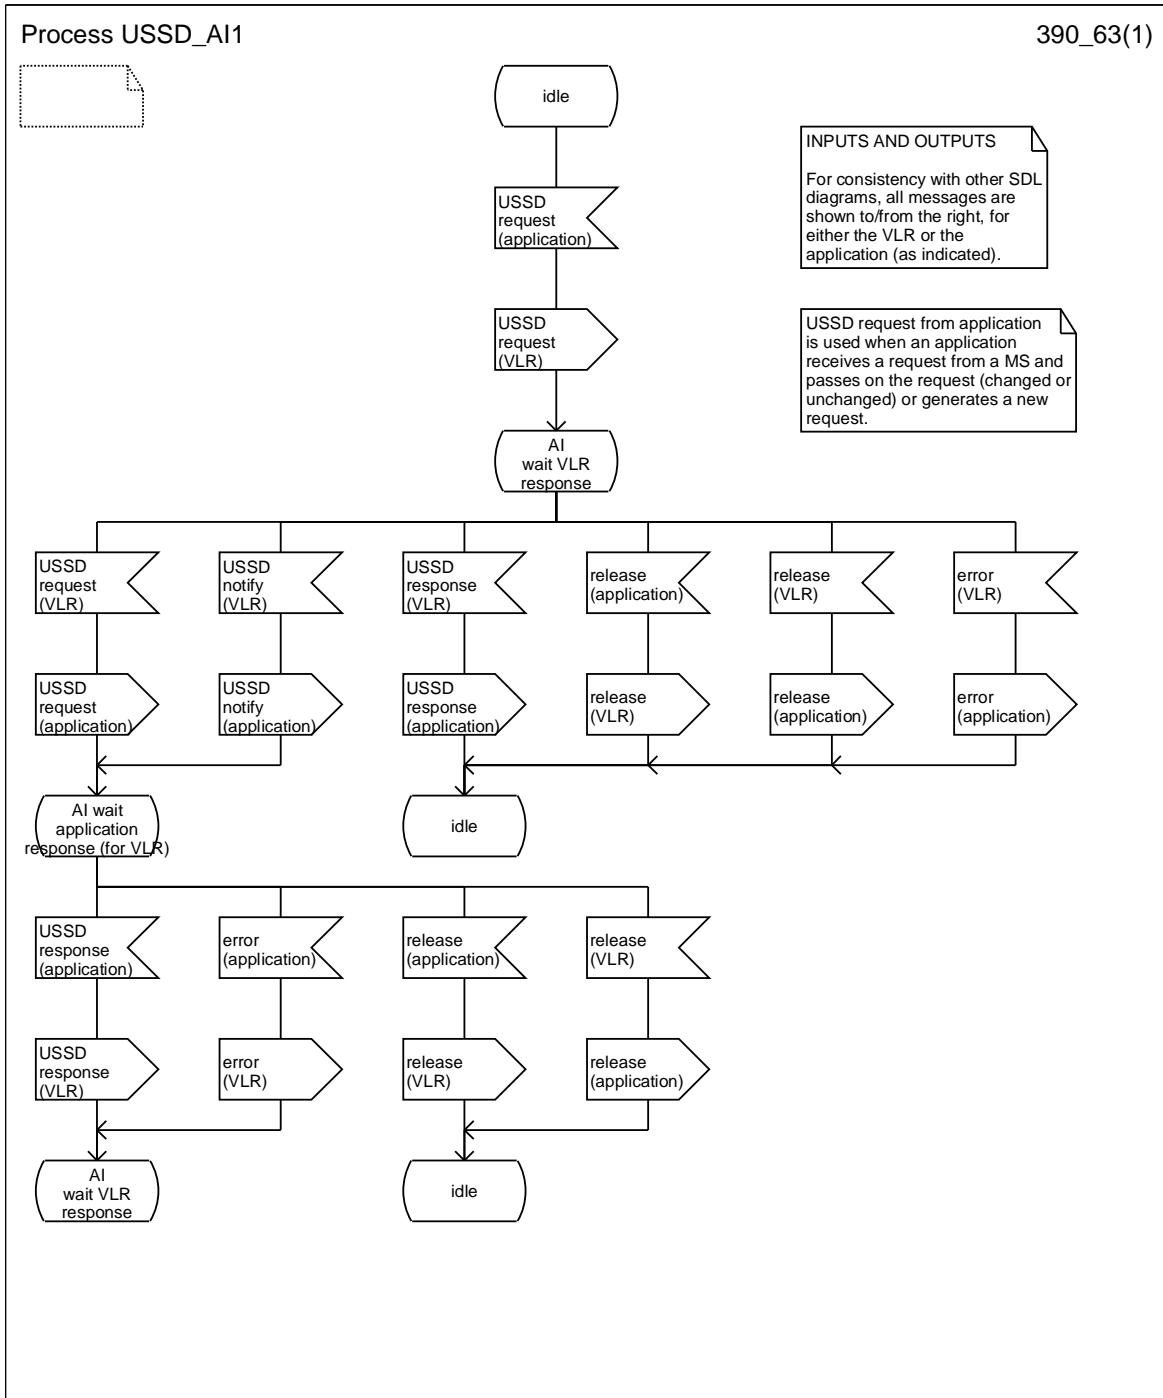 Process USSD_AI1
390_63(1)
idle
INPUTS AND OUTPUTS
For consistency with other SDL
diagrams, all messages are
shown to/from the right, for
either the VLR or the
application (as indicated).
USSD
request
(application)
USSD
request
(VLR)
USSD request from application
is used when an application
receives a request from a MS and
passes on the request (changed or
unchanged) or generates a new
request.
AI
wait VLR
response
USSD
request
(VLR)
USSD
notify
(VLR)
USSD
response
(VLR)
release
(application)
release
(VLR)
error
(VLR)
USSD
request
(application)
USSD
notify
(application)
USSD
response
(application)
release
(VLR)
release
(application)
error
(application)
AI wait
application
response (for VLR)
idle
USSD
response
(application)
error
(application)
release
(application)
release
(VLR)
USSD
response
(VLR)
error
(VLR)
release
(VLR)
release
(application)
AI
wait VLR
response
idle